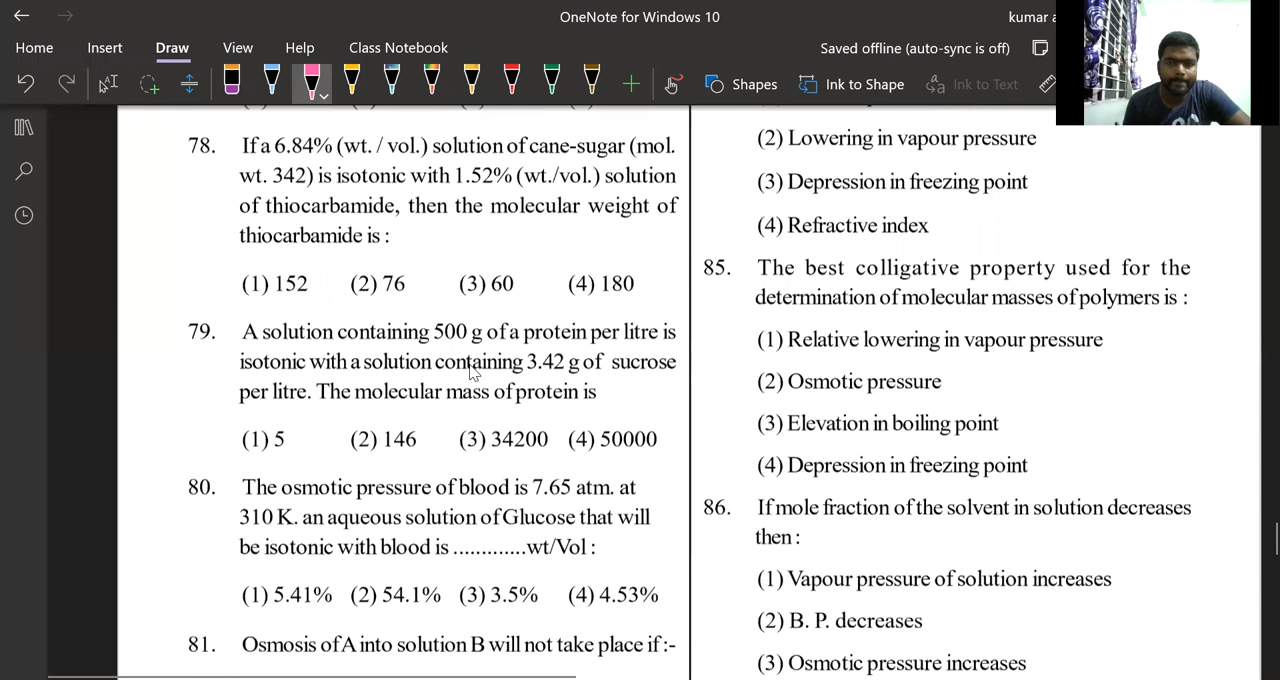 OneNote for Windows 10
kumar a
Home Insert Draw View Help Class Notebook
Saved offline (auto-sync is off)
Shapes Ink to Shape Ink to Text
78. If a 6.84% (wt. / vol.) solution of cane-sugar (mol.
wt. 342) is isotonic with 1.52% (wt./vol.) solution
of thiocarbamide, then the molecular weight of
thiocarbamide is :
(1) 152 (2) 76 (3) 60 (4) 180
79. A solution containing 500 g of a protein per litre is
isotonic with a solution containing 3.42 g of sucrose
per litre. The molecular mass of protein is
(1) 5 (2) 146 (3) 34200 (4) 50000
80. The osmotic pressure of blood is 7.65 atm. at
310 K. an aqueous solution of Glucose that will
be isotonic with blood is .............wt/Vol :
(1) 5.41% (2) 54.1% (3) 3.5% (4) 4.53%
81. Osmosis of A into solution B will not take place if :-
(2) Lowering in vapour pressure
(3) Depression in freezing point
(4) Refractive index
85. The best colligative property used for the
determination of molecular masses of polymers is :
(1) Relative lowering in vapour pressure
(2) Osmotic pressure
(3) Elevation in boiling point
(4) Depression in freezing point
86. If mole fraction of the solvent in solution decreases
then :
(1) Vapour pressure of solution increases
(2) B. P. decreases
(3) Osmotic pressure increases